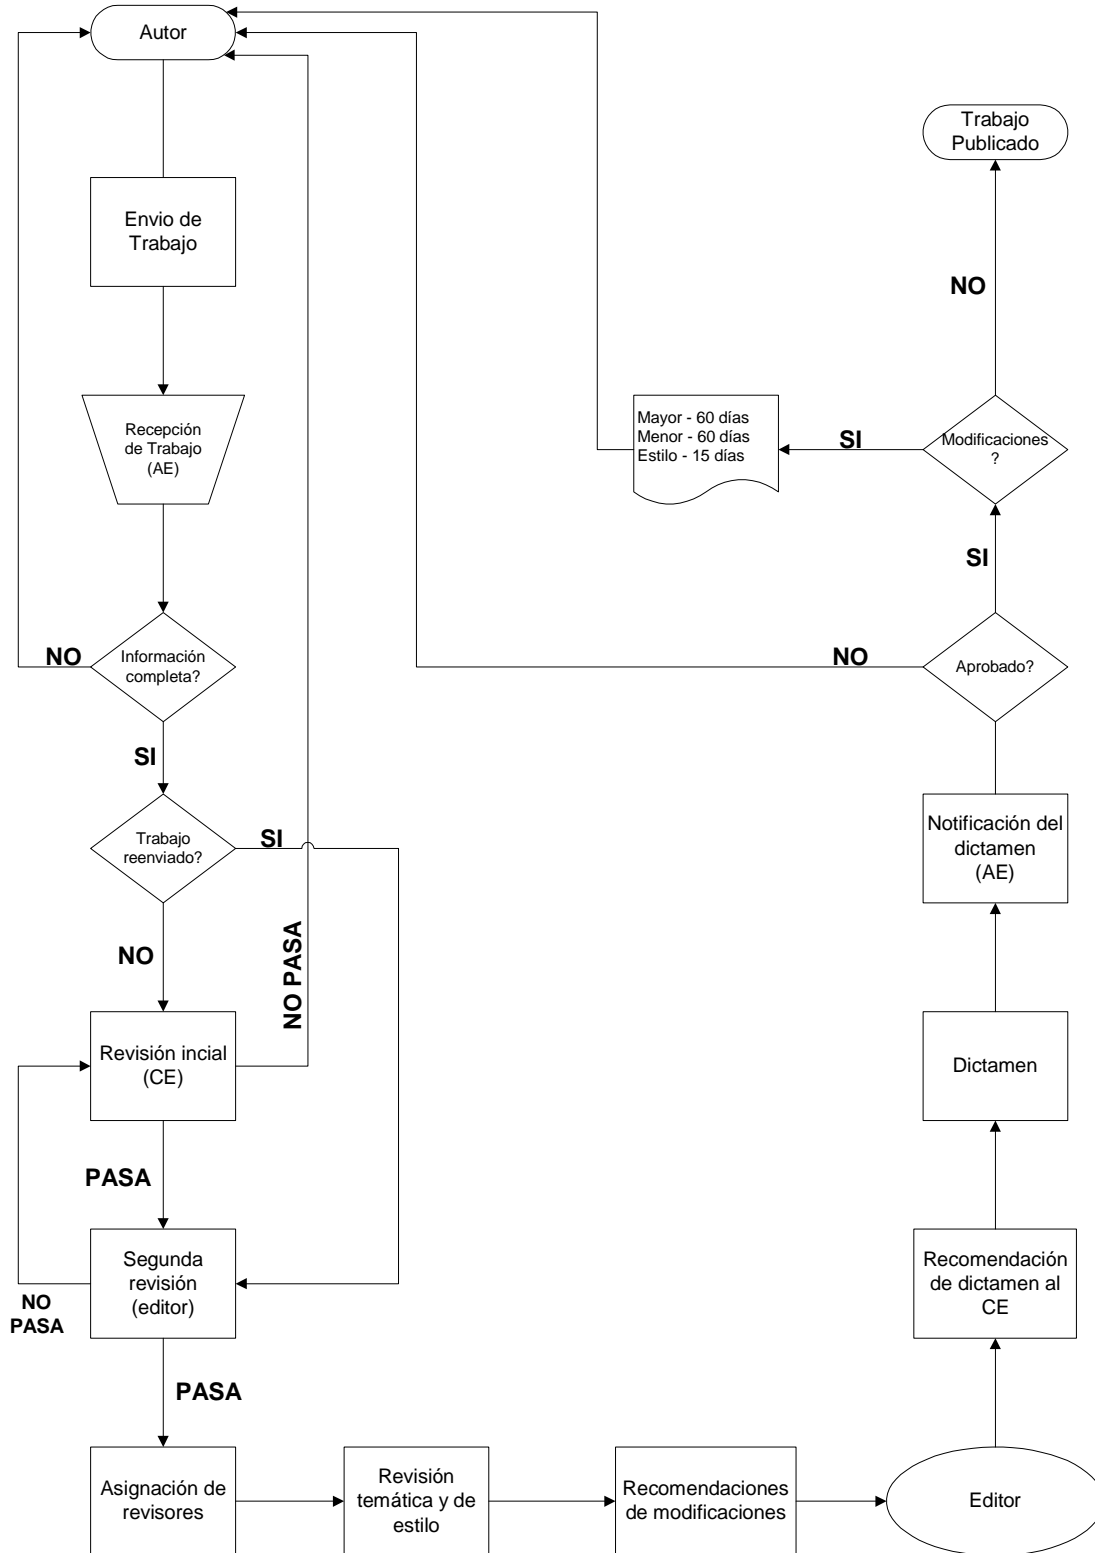 Autor
Trabajo
Publicado
Envio de
Trabajo
NO
Recepción
de Trabajo
(AE)
Mayor - 60 días
Menor - 60 días
Estilo - 15 días
SI
Modificaciones
?
SI
NO
Información
completa?
NO
Aprobado?
SI
Trabajo
reenviado?
SI
Notificación del
dictamen
(AE)
NO
NO PASA
Revisión incial
(CE)
Dictamen
PASA
Segunda
revisión
(editor)
NO
PASA
Recomendación
de dictamen al
CE
PASA
Asignación de
revisores
Revisión
temática y de
estilo
Recomendaciones
de modificaciones
Editor